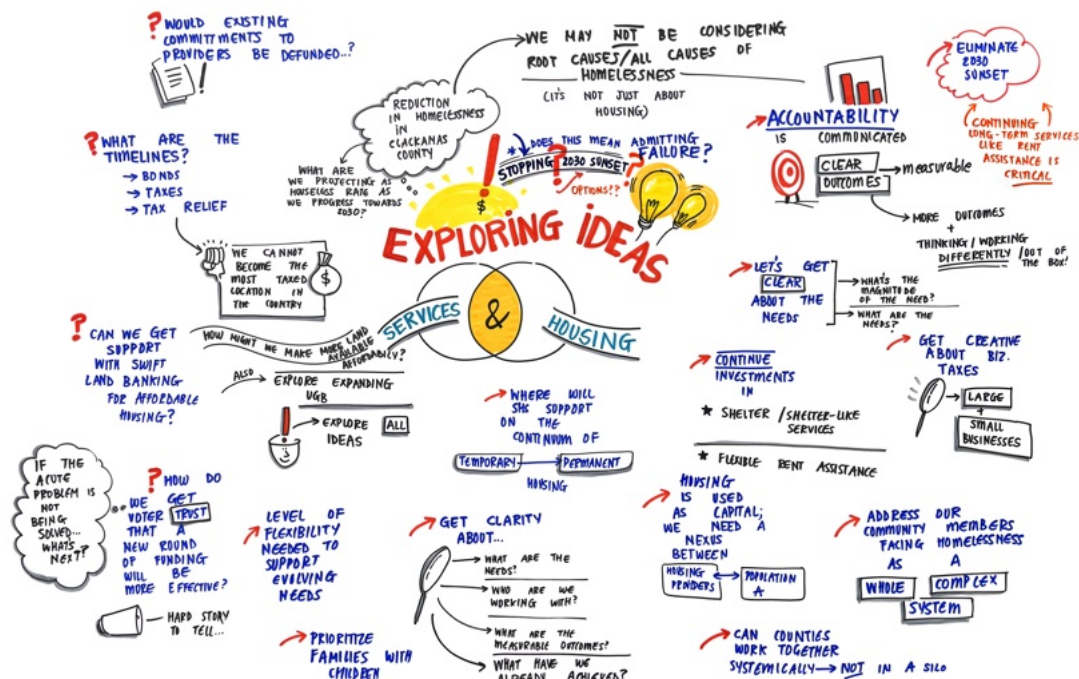 ? WOULD EXISTING
COMMITMENTS TO
PROVIDERS BE DEFUNDED...?
!
? WHAT ARE THE
TIMELINES?
→ BONDS
→ TAXES
→ TAX RELIEF
WE CANNOT
BECOME THE
MOST TAXED
LOCATION IN
THE COUNTRY
$
? CAN WE GET
SUPPORT
WITH SWIFT
LAND BANKING
FOR AFFORDABLE
HOUSING?
HOW MIGHT WE MAKE MORE LAND
AVAILABLE
AFFORDABLY?
ALSO
EXPLORE EXPANDING
UGB
→ EXPLORE ALL
IDEAS
IF THE
ACUTE
PROBLEM IS
NOT
BEING
SOLVED...
WHATS
NEXT?
? HOW DO
WE GET
VOTER TRUST
THAT A
NEW ROUND
OF FUNDING
WILL BE
MORE EFFECTIVE?
HARD STORY
TO TELL...
WE MAY NOT BE CONSIDERING
ROOT CAUSES/ALL CAUSES OF
HOMELESSNESS
(IT'S NOT JUST ABOUT
HOUSING)
REDUCTION
IN HOMELESSNESS
IN
CLACKANAS
COUNTY
WHAT ARE
WE PROJECTING AS
HOUSELESS RATE AS
WE PROGRESS TOWARDS
2030?
* DOES THIS MEAN ADMITTING
FAILURE?
STOPPING 2030 SUNSET
OPTIONS??
! ? ?
$
EXPLORING IDEAS
SERVICES
&
HOUSING
WHERE WILL
SHS SUPPORT
ON THE
CONTINUUM OF
TEMPORARY → PERMANENT
HOUSING
LEVEL OF
FLEXIBILITY
NEEDED TO
SUPPORT
EVOLVING
NEEDS
PRIORITIZE
FAMILIES WITH
CHILDREN
GET CLARITY
ABOUT...
WHAT ARE THE
NEEDS?
WHO ARE WE
WORKING WITH?
WHAT ARE THE
MEASURABLE OUTCOMES?
WHAT HAVE WE
ALREADY ACHIEVED?
ACCOUNTABILITY
IS COMMUNICATED
CLEAR
OUTCOMES
→ measurable
→ MORE OUTCOMES
+
THINKING/WORKING
DIFFERENTLY/OUT OF
THE BOX!
ELIMINATE
2030
SUNSET
CONTINUING
LONG-TERM SERVICES
LIKE RENT
ASSISTANCE IS
CRITICAL
LET'S GET
CLEAR
ABOUT THE
NEEDS
WHAT'S THE
MAGNITUDE
OF THE NEED?
WHAT ARE THE
NEEDS?
CONTINUE
INVESTMENTS
IN
★ SHELTER/SHELTER-LIKE
SERVICES
★ FLEXIBLE RENT ASSISTANCE
GET CREATIVE
ABOUT BIZ.
TAXES
LARGE
+
SMALL
BUSINESSES
HOUSING
IS USED
AS CAPITAL;
WE NEED A
NEXUS
BETWEEN
HOUSING
PROVIDERS
↔
POPULATION
A
ADDRESS OUR
COMMUNITY MEMBERS
FACING HOMELESSNESS
AS A
WHOLE COMPLEX
SYSTEM
CAN COUNTIES
WORK TOGETHER
SYSTEMICALLY → NOT IN A SILO